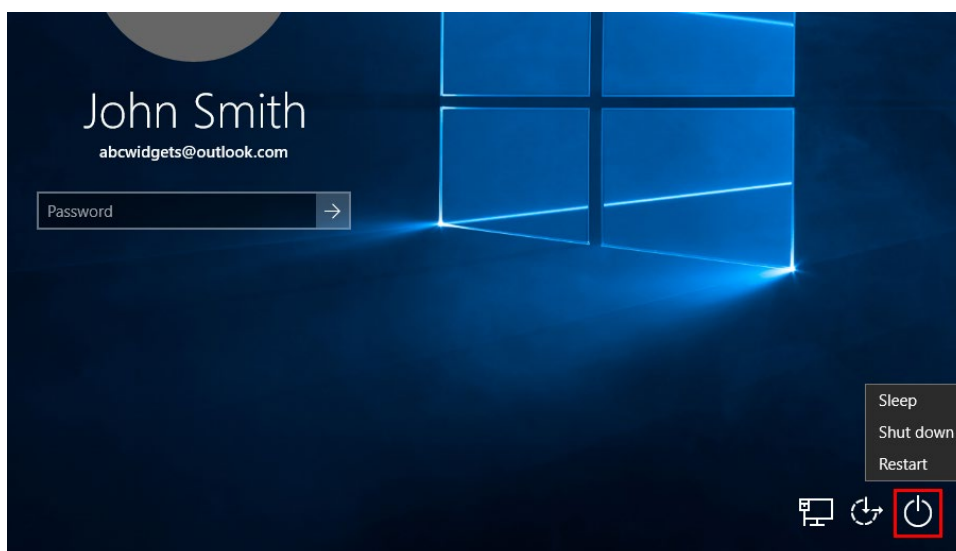 John Smith
abcwidgets@outlook.com
Password
Sleep
Shut down
Restart